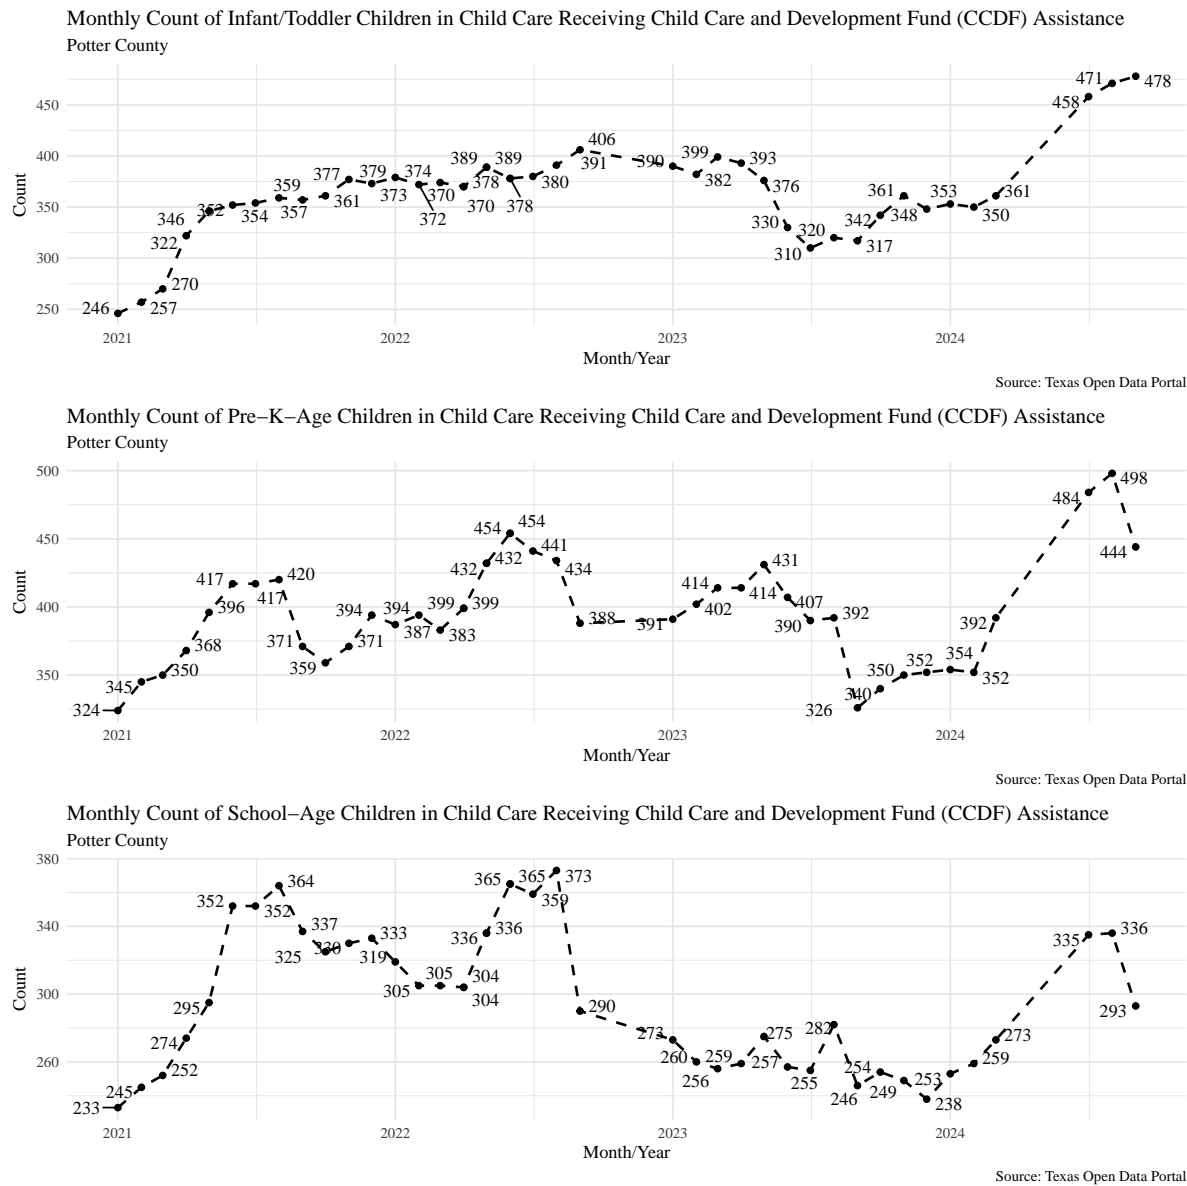 Monthly Count of Infant/Toddler Children in Child Care Receiving Child Care and Development Fund (CCDF) Assistance
Potter County
Count
450
400
350
300
250
246 257 270 322 346 352 354 359 357 361 377 379 373 374 372 370 370 378 389 389 378 380 391 406 390 382 399 393 376 330 310 320 317 342 361 348 353 350 361 458 471 478
2021 2022 2023 2024
Month/Year
Source: Texas Open Data Portal
Monthly Count of Pre−K−Age Children in Child Care Receiving Child Care and Development Fund (CCDF) Assistance
Potter County
Count
500
450
400
350
324 345 350 368 396 417 417 420 371 359 371 394 387 394 399 383 399 432 432 454 454 441 434 388 391 402 414 414 431 407 390 392 326 340 350 352 354 352 392 484 498 444
2021 2022 2023 2024
Month/Year
Source: Texas Open Data Portal
Monthly Count of School−Age Children in Child Care Receiving Child Care and Development Fund (CCDF) Assistance
Potter County
Count
380
340
300
260
233 245 252 274 295 352 352 364 337 325 330 333 319 305 305 304 304 336 336 365 365 359 373 290 273 260 256 259 275 257 255 282 246 254 249 238 253 259 273 335 336 293
2021 2022 2023 2024
Month/Year
Source: Texas Open Data Portal